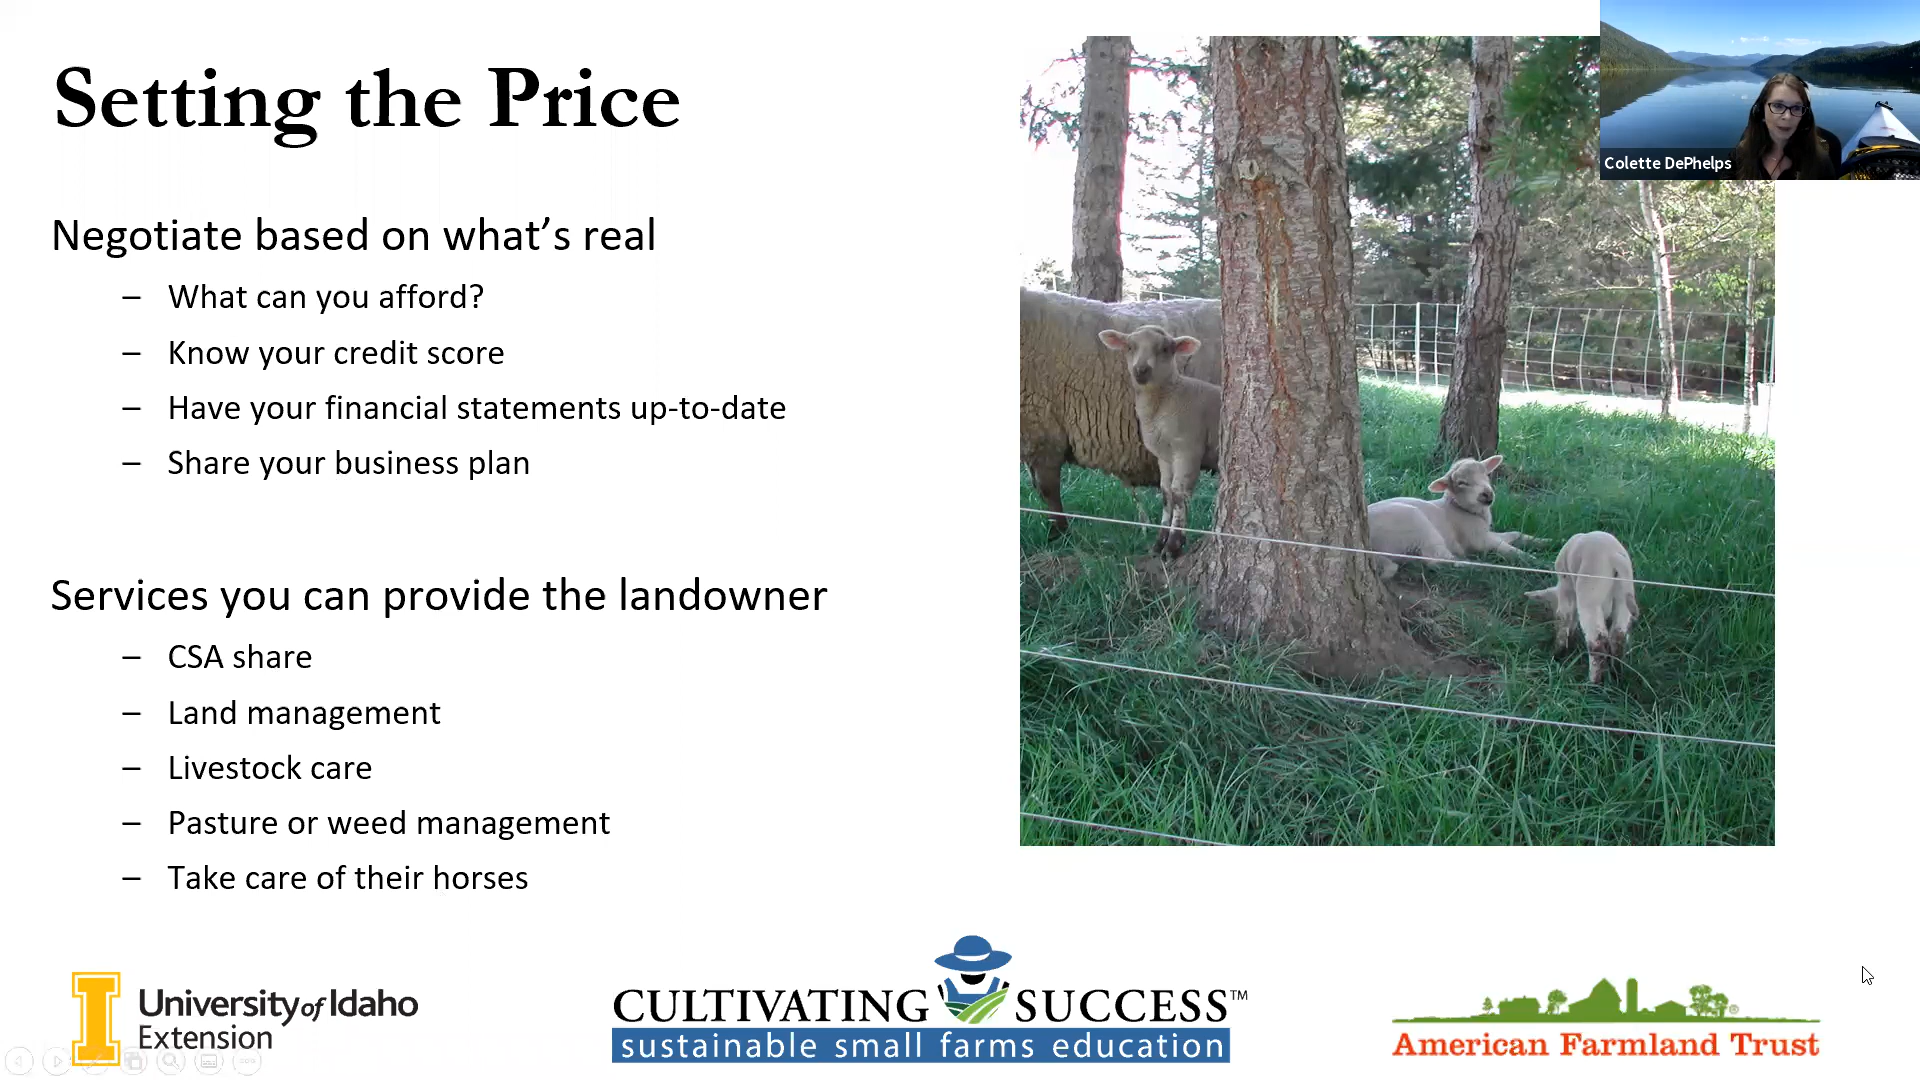 Setting the Price
Negotiate based on what’s real
– What can you afford?
– Know your credit score
– Have your financial statements up-to-date
– Share your business plan
Services you can provide the landowner
– CSA share
– Land management
– Livestock care
– Pasture or weed management
– Take care of their horses
Colette DePhelps
University of Idaho
Extension
CULTIVATING SUCCESS™
sustainable small farms education
American Farmland Trust®